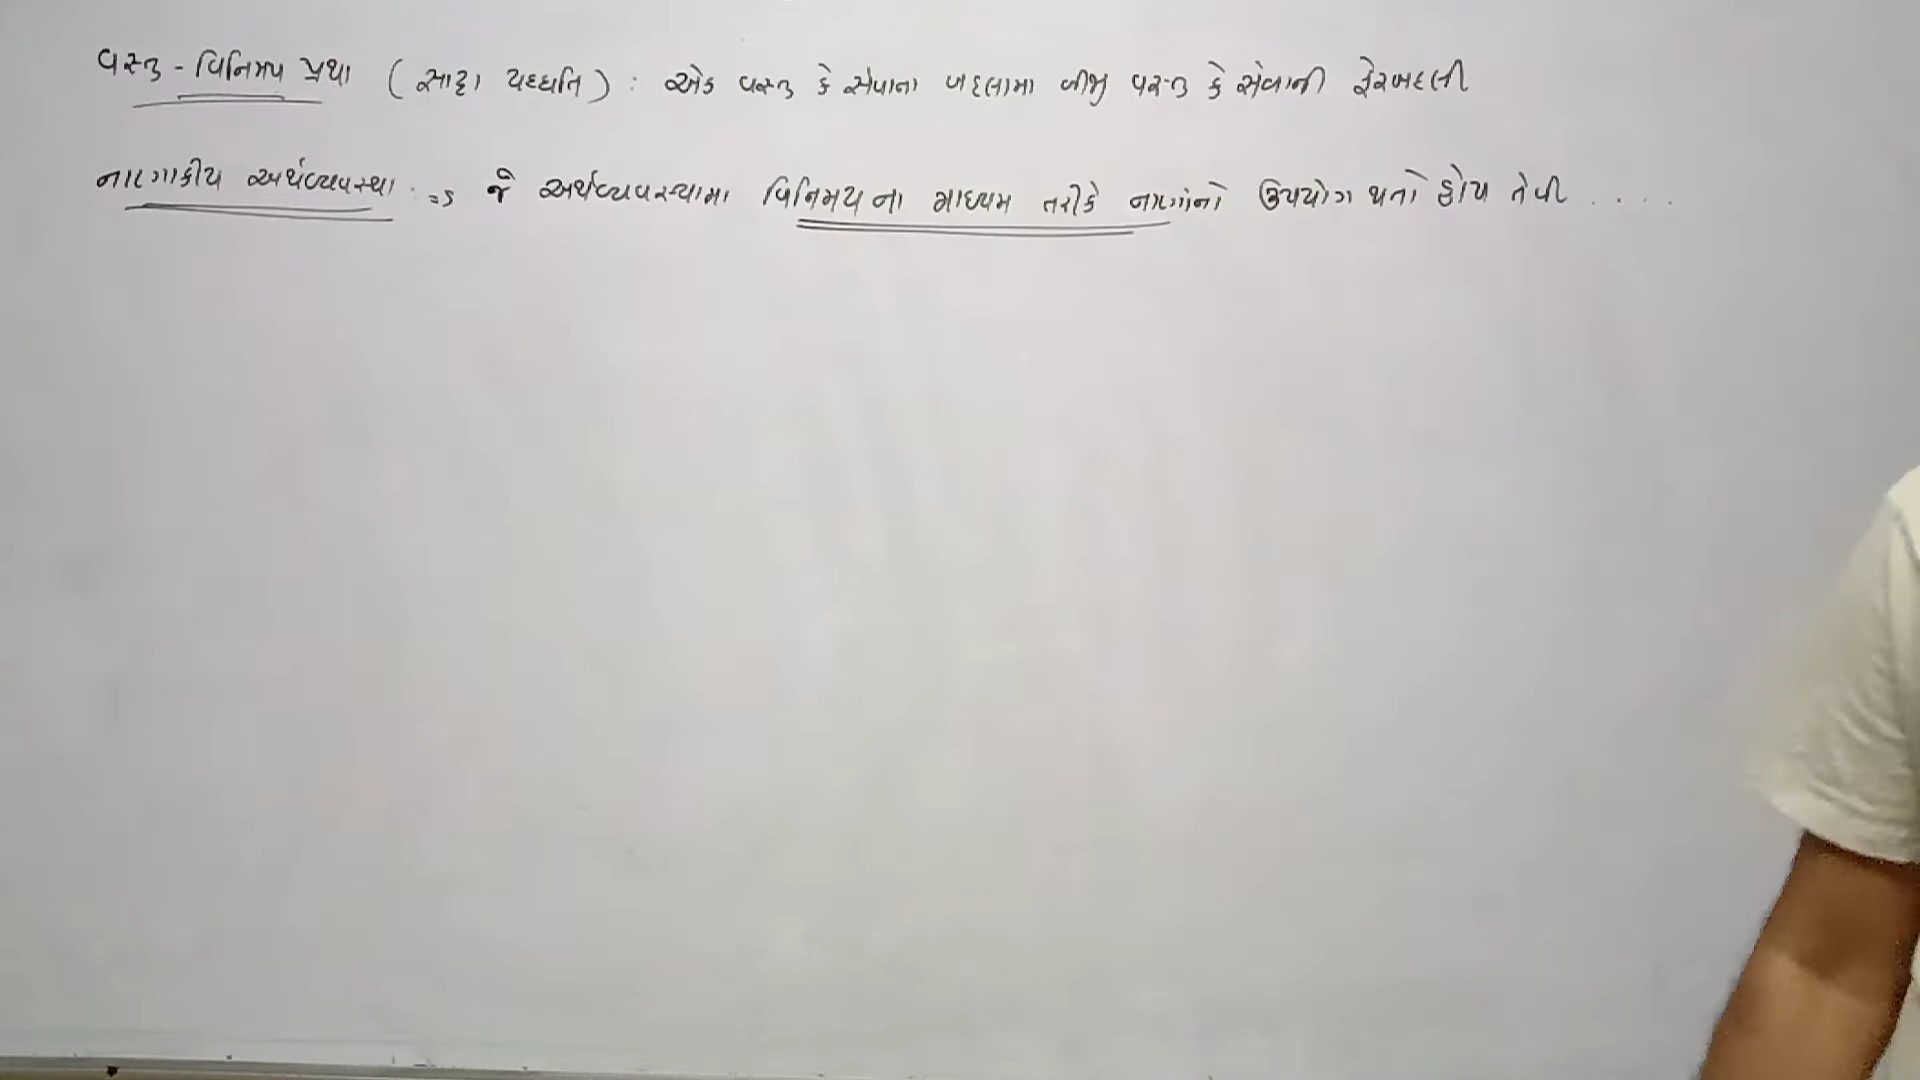 વસ્તુ - વિનિમય પ્રથા ( સાટા પદ્ધતિ ) : એક વસ્તુ કે સેવાના બદલામા બીજી વસ્તુ કે સેવાની ફેરબદલી
નાણાકીય અર્થવ્યવસ્થા : => જે અર્થવ્યવસ્થામા વિનિમય ના માધ્યમ તરીકે નાણાંનો ઉપયોગ થતો હોય તેવી . . . .